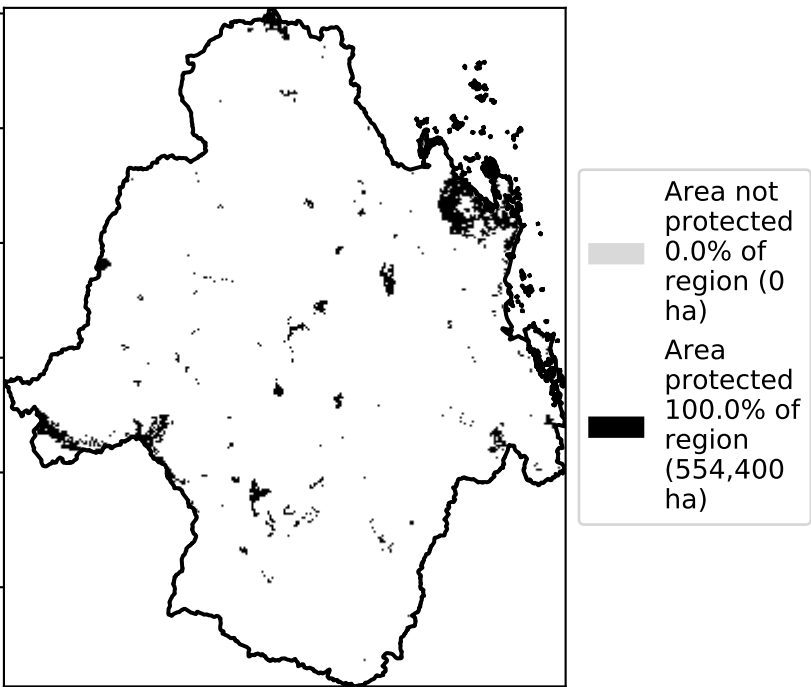 Area not
protected
0.0% of
region (0
ha)
Area
protected
100.0% of
region
(554,400
ha)